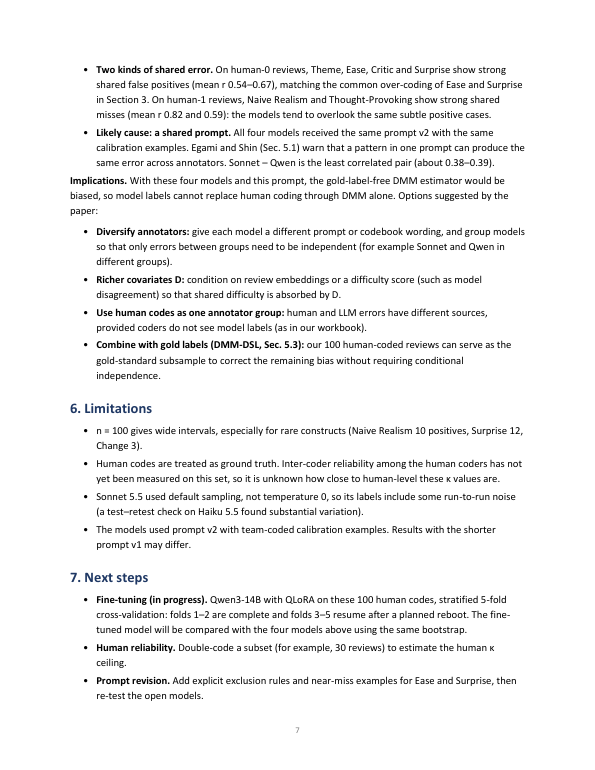 • Two kinds of shared error. On human-0 reviews, Theme, Ease, Critic and Surprise show strong
shared false positives (mean r 0.54–0.67), matching the common over-coding of Ease and Surprise
in Section 3. On human-1 reviews, Naive Realism and Thought-Provoking show strong shared
misses (mean r 0.82 and 0.59): the models tend to overlook the same subtle positive cases.
• Likely cause: a shared prompt. All four models received the same prompt v2 with the same
calibration examples. Egami and Shin (Sec. 5.1) warn that a pattern in one prompt can produce the
same error across annotators. Sonnet – Qwen is the least correlated pair (about 0.38–0.39).
Implications. With these four models and this prompt, the gold-label-free DMM estimator would be
biased, so model labels cannot replace human coding through DMM alone. Options suggested by the
paper:
• Diversify annotators: give each model a different prompt or codebook wording, and group models
so that only errors between groups need to be independent (for example Sonnet and Qwen in
different groups).
• Richer covariates D: condition on review embeddings or a difficulty score (such as model
disagreement) so that shared difficulty is absorbed by D.
• Use human codes as one annotator group: human and LLM errors have different sources,
provided coders do not see model labels (as in our workbook).
• Combine with gold labels (DMM-DSL, Sec. 5.3): our 100 human-coded reviews can serve as the
gold-standard subsample to correct the remaining bias without requiring conditional
independence.
6. Limitations
• n = 100 gives wide intervals, especially for rare constructs (Naive Realism 10 positives, Surprise 12,
Change 3).
• Human codes are treated as ground truth. Inter-coder reliability among the human coders has not
yet been measured on this set, so it is unknown how close to human-level these κ values are.
• Sonnet 5.5 used default sampling, not temperature 0, so its labels include some run-to-run noise
(a test–retest check on Haiku 5.5 found substantial variation).
• The models used prompt v2 with team-coded calibration examples. Results with the shorter
prompt v1 may differ.
7. Next steps
• Fine-tuning (in progress). Qwen3-14B with QLoRA on these 100 human codes, stratified 5-fold
cross-validation: folds 1–2 are complete and folds 3–5 resume after a planned reboot. The fine-
tuned model will be compared with the four models above using the same bootstrap.
• Human reliability. Double-code a subset (for example, 30 reviews) to estimate the human κ
ceiling.
• Prompt revision. Add explicit exclusion rules and near-miss examples for Ease and Surprise, then
re-test the open models.
7